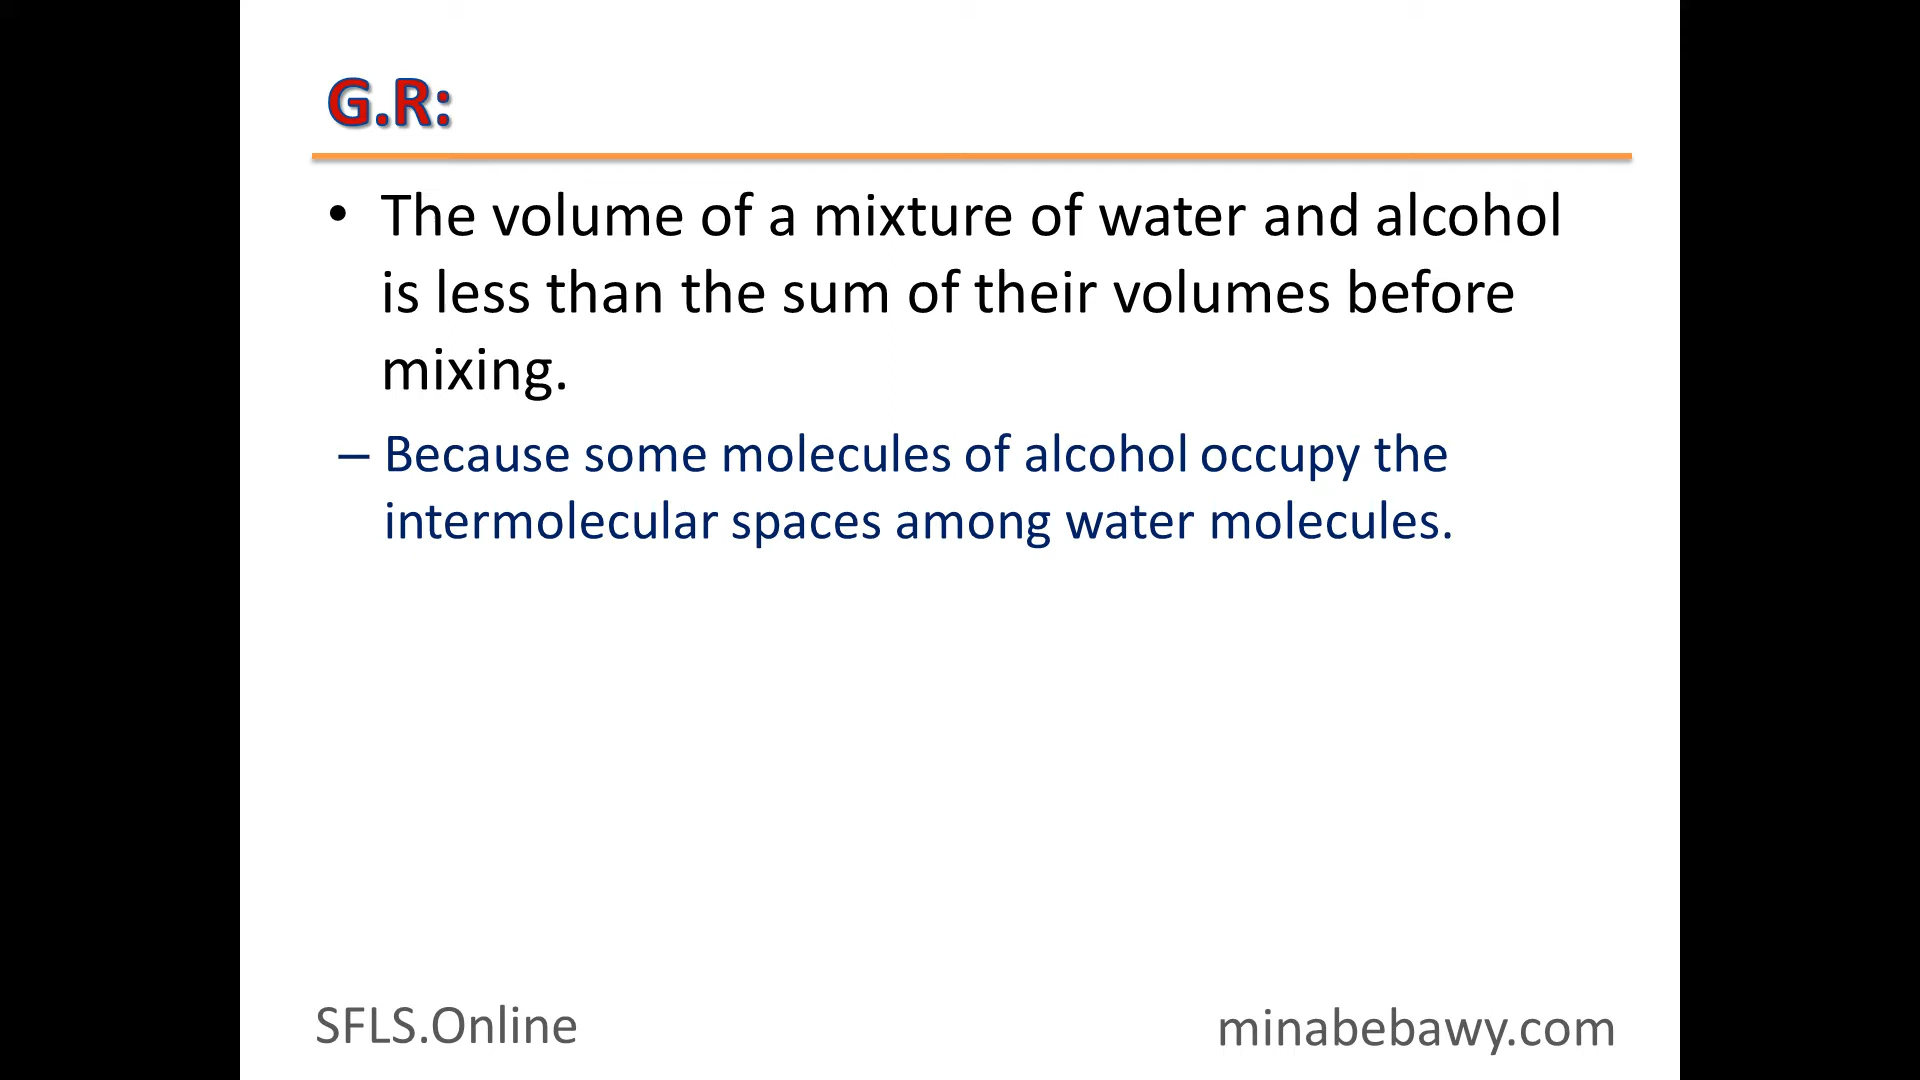 G.R:
• The volume of a mixture of water and alcohol
is less than the sum of their volumes before
mixing.
– Because some molecules of alcohol occupy the
intermolecular spaces among water molecules.
SFLS.Online
minabebawy.com